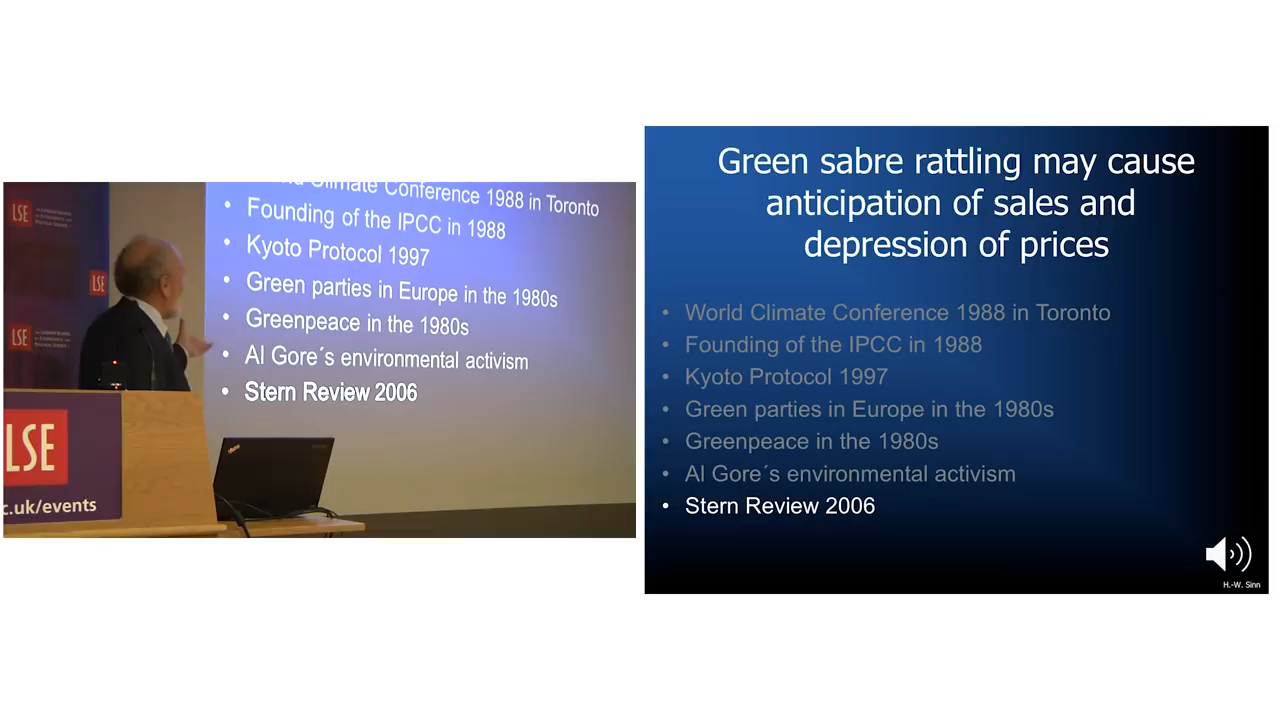 LSE
LSE
LSE
LSE
c.uk/events
Climate Conference 1988 in Toronto
• Founding of the IPCC in 1988
• Kyoto Protocol 1997
• Green parties in Europe in the 1980s
• Greenpeace in the 1980s
• Al Gore´s environmental activism
• Stern Review 2006
Green sabre rattling may cause
anticipation of sales and
depression of prices
• World Climate Conference 1988 in Toronto
• Founding of the IPCC in 1988
• Kyoto Protocol 1997
• Green parties in Europe in the 1980s
• Greenpeace in the 1980s
• Al Gore´s environmental activism
• Stern Review 2006
H.-W. Sinn